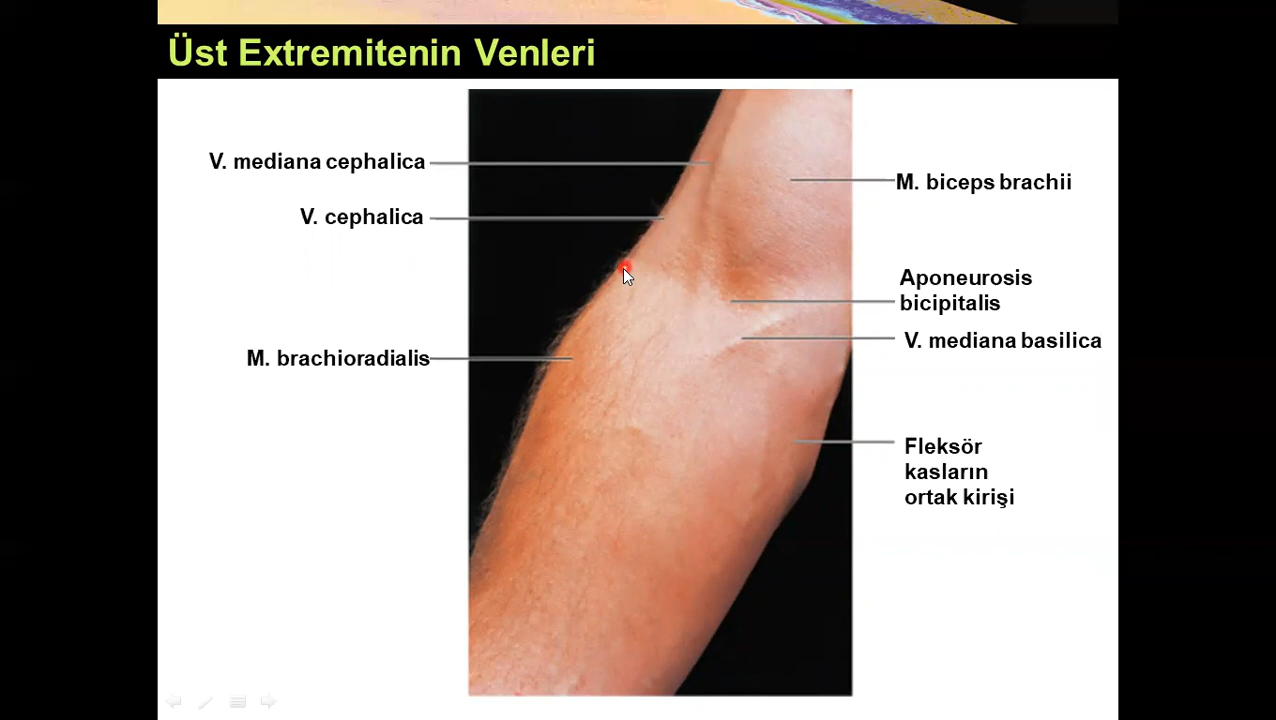 Üst Extremitenin Venleri
V. mediana cephalica
V. cephalica
M. brachioradialis
M. biceps brachii
Aponeurosis
bicipitalis
V. mediana basilica
Fleksör
kasların
ortak kirişi